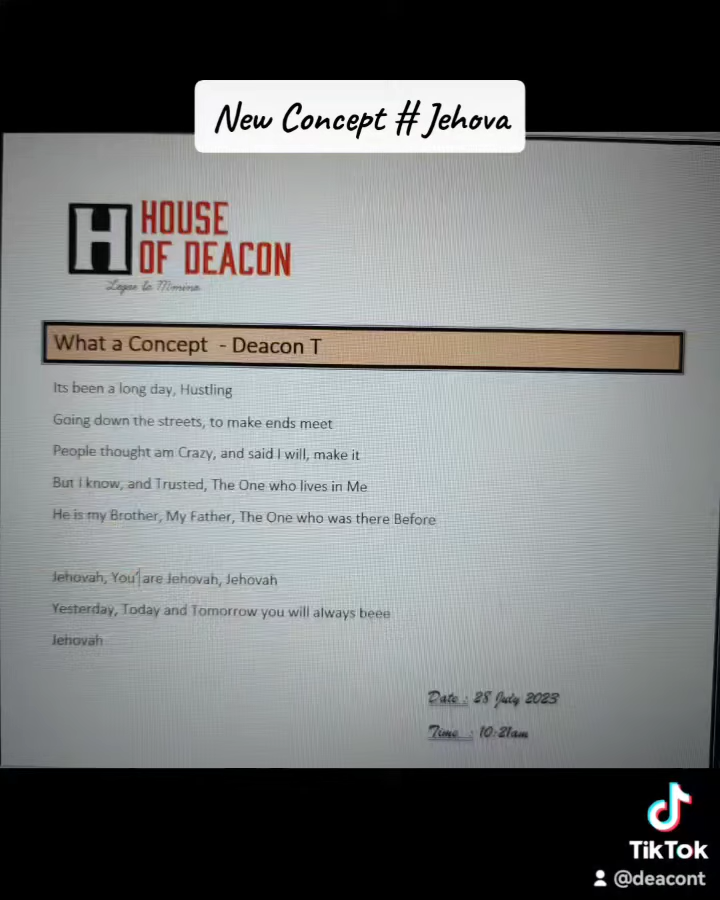 New Concept # Jehova
H HOUSE
OF DEACON
What a Concept - Deacon T
Its been a long day, Hustling
Going down the streets, to make ends meet
People thought am Crazy, and said I will, make it
But I know, and Trusted, The One who lives in Me
He is my Brother, My Father, The One who was there Before
Jehovah, You' are Jehovah, Jehovah
Yesterday, Today and Tomorrow you will always beee
Jehovah
Date : 28 July 2023
Time : 10:21am
TikTok
@deacont